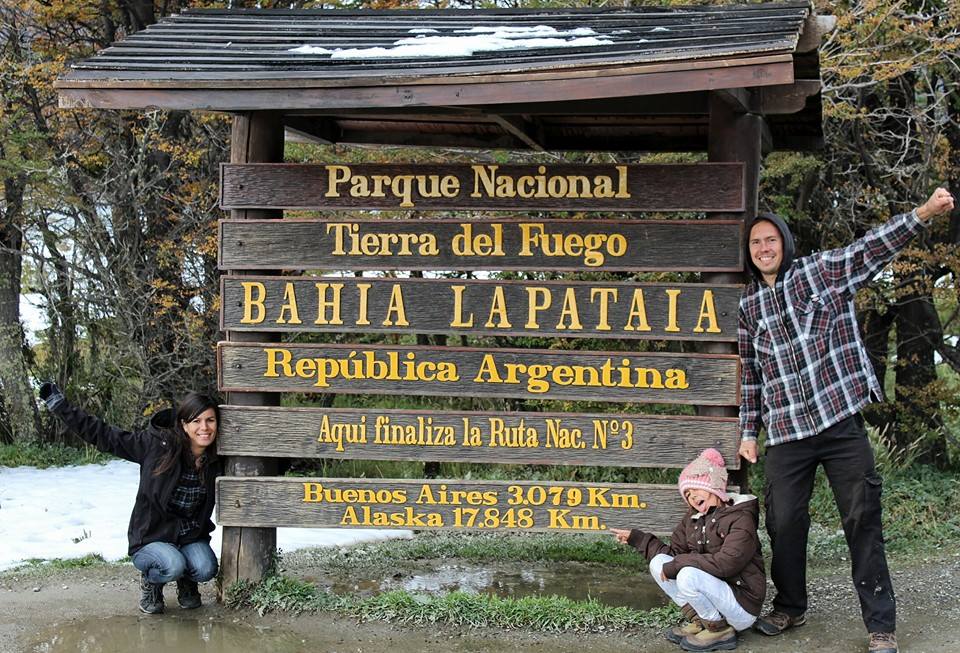 Parque Nacional
Tierra del Fuego
BAHIA LAPATAIA
República Argentina
Aqui finaliza la Ruta Nac. Nº3
Buenos Aires 3.079 Km.
Alaska 17.848 Km.